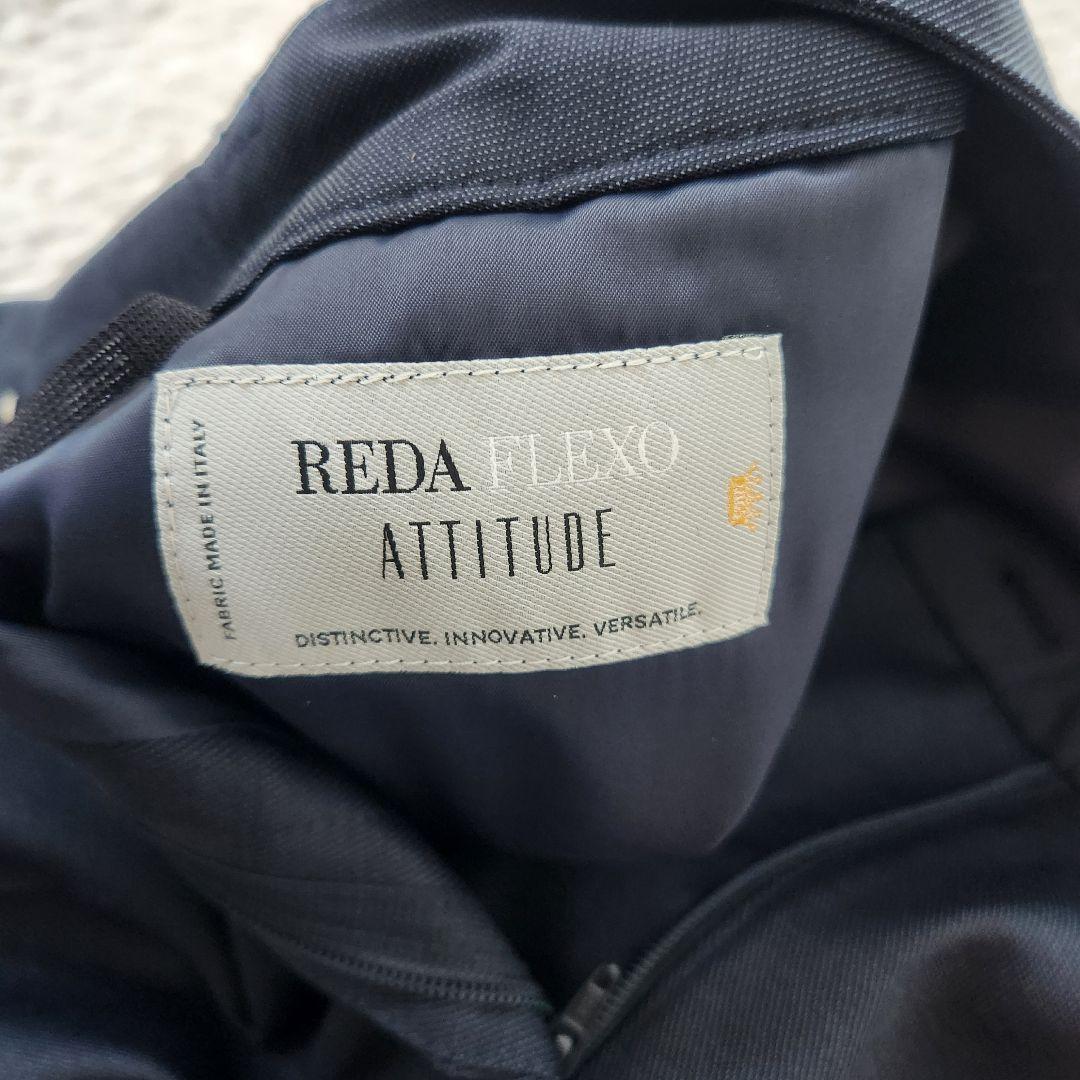 REDA FLEXO
ATTITUDE
DISTINCTIVE. INNOVATIVE. VERSATILE.
FABRIC MADE IN ITALY